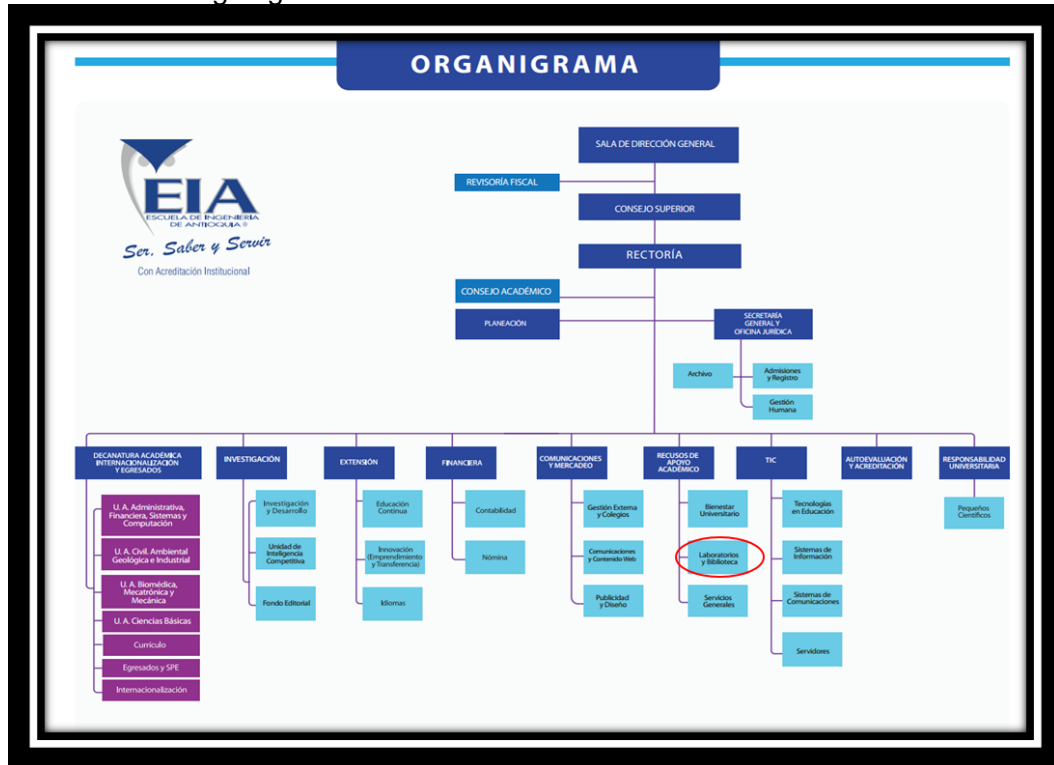 ORGANIGRAMA
EIA
ESCUELA DE INGENIERÍA
DE ANTIOQUIA ®
Ser, Saber y Servir
Con Acreditación Institucional
SALA DE DIRECCIÓN GENERAL
REVISORÍA FISCAL
CONSEJO SUPERIOR
RECTORÍA
CONSEJO ACADÉMICO
PLANEACIÓN
SECRETARÍA
GENERAL Y
OFICINA JURÍDICA
Archivo
Admisiones
y Registro
Gestión
Humana
DECANATURA ACADÉMICA
INTERNACIONALIZACIÓN
Y EGRESADOS
U. A. Administrativa,
Financiera, Sistemas y
Computación
U. A. Civil. Ambiental
Geológica e Industrial
U. A. Biomédica,
Mecatrónica y
Mecánica
U. A. Ciencias Básicas
Currículo
Egresados y SPE
Internacionalización
INVESTIGACIÓN
Investigación
y Desarrollo
Unidad de
Inteligencia
Competitiva
Fondo Editorial
EXTENSIÓN
Educación
Continua
Innovación
(Emprendimiento
y Transferencia)
Idiomas
FINANCIERA
Contabilidad
Nómina
COMUNICACIONES
Y MERCADEO
Gestión Externa
y Colegios
Comunicaciones
y Contenido Web
Publicidad
y Diseño
RECUSOS DE
APOYO
ACADÉMICO
Bienestar
Universitario
Laboratorios
y Biblioteca
Servicios
Generales
TIC
Tecnologías
en Educación
Sistemas de
Información
Sistemas de
Comunicaciones
Servidores
AUTOEVALUACIÓN
Y ACREDITACIÓN
RESPONSABILIDAD
UNIVERSITARIA
Pequeños
Científicos